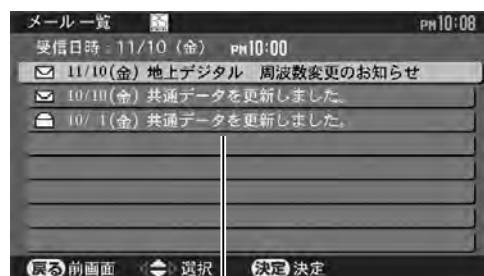 メール一覧 PM10:08
受信日時：11/10（金） PM10:00
11/10(金) 地上デジタル 周波数変更のお知らせ
10/10(金) 共通データを更新しました。
10/ 1(金) 共通データを更新しました。
戻る 前画面 選択 決定 決定